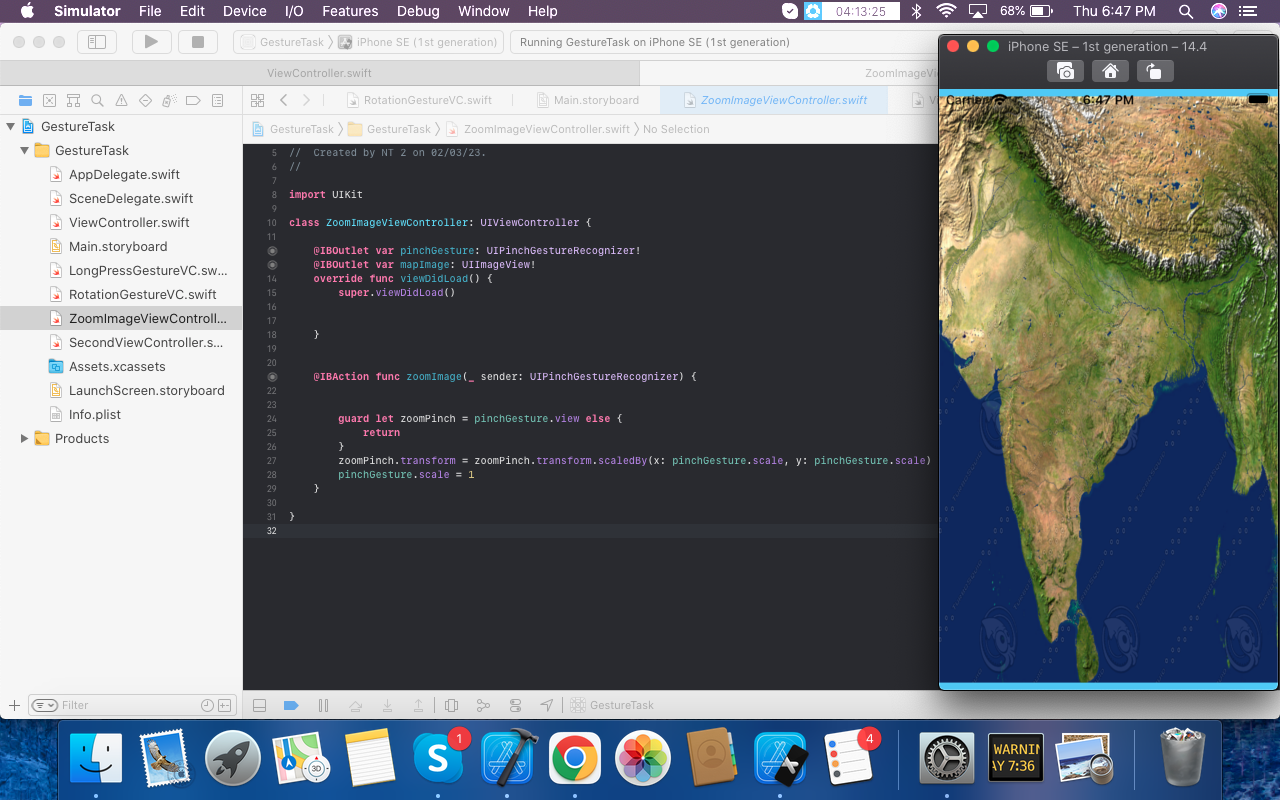 Simulator File Edit Device I/O Features Debug Window Help 04:13:25 68% Thu 6:47 PM
GestureTask iPhone SE (1st generation) Running GestureTask on iPhone SE (1st generation)
iPhone SE – 1st generation – 14.4
ViewController.swift ZoomImageVi
RotationGestureVC.swift Main.storyboard ZoomImageViewController.swift
Carrier 6:47 PM
GestureTask GestureTask ZoomImageViewController.swift No Selection
GestureTask
GestureTask
AppDelegate.swift
SceneDelegate.swift
ViewController.swift
Main.storyboard
LongPressGestureVC.sw...
RotationGestureVC.swift
ZoomImageViewControll...
SecondViewController.s...
Assets.xcassets
LaunchScreen.storyboard
Info.plist
Products
5 //  Created by NT 2 on 02/03/23.
6 //
7
8 import UIKit
9
10 class ZoomImageViewController: UIViewController {
11
@IBOutlet var pinchGesture: UIPinchGestureRecognizer!
@IBOutlet var mapImage: UIImageView!
14 override func viewDidLoad() {
15 super.viewDidLoad()
16
17
18 }
19
20
@IBAction func zoomImage(_ sender: UIPinchGestureRecognizer) {
22
23
24 guard let zoomPinch = pinchGesture.view else {
25 return
26 }
27 zoomPinch.transform = zoomPinch.transform.scaledBy(x: pinchGesture.scale, y: pinchGesture.scale)
28 pinchGesture.scale = 1
29 }
30
31 }
32
Filter GestureTask
1
4
3D
WARNIN
AY 7:36